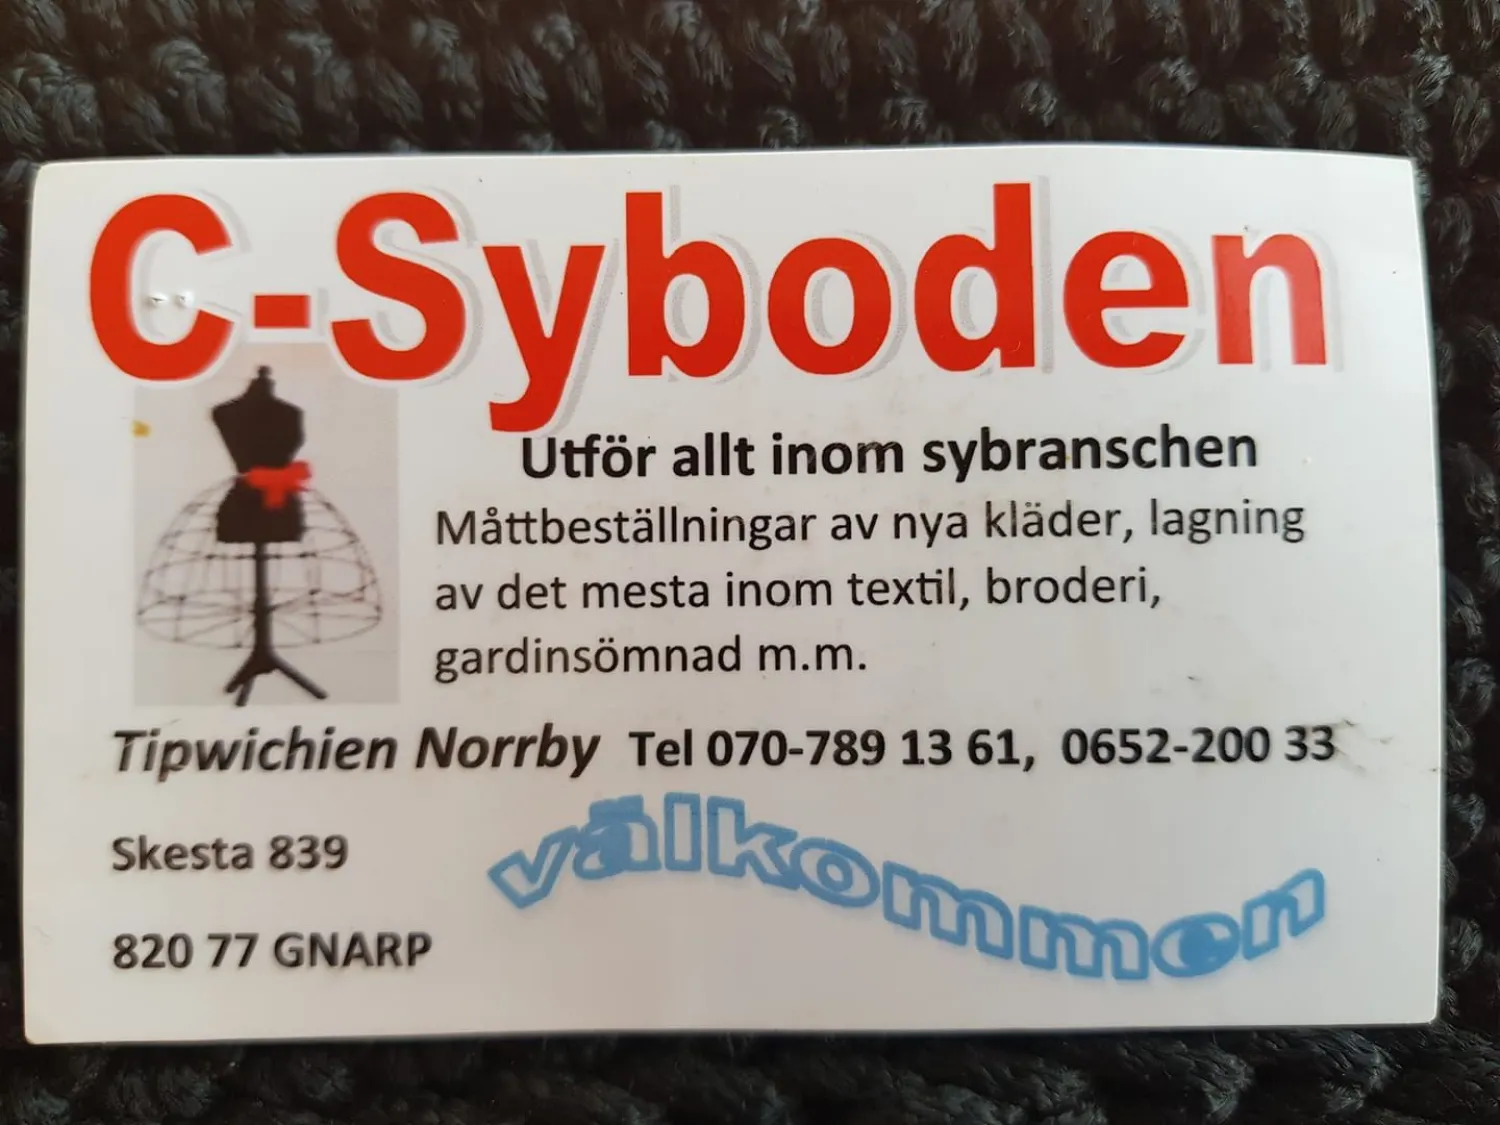 C-Syboden
Utför allt inom sybranschen
Måttbeställningar av nya kläder, lagning
av det mesta inom textil, broderi,
gardinsömnad m.m.
Tipwichien Norrby Tel 070-789 13 61, 0652-200 33
Skesta 839
välkommen
820 77 GNARP